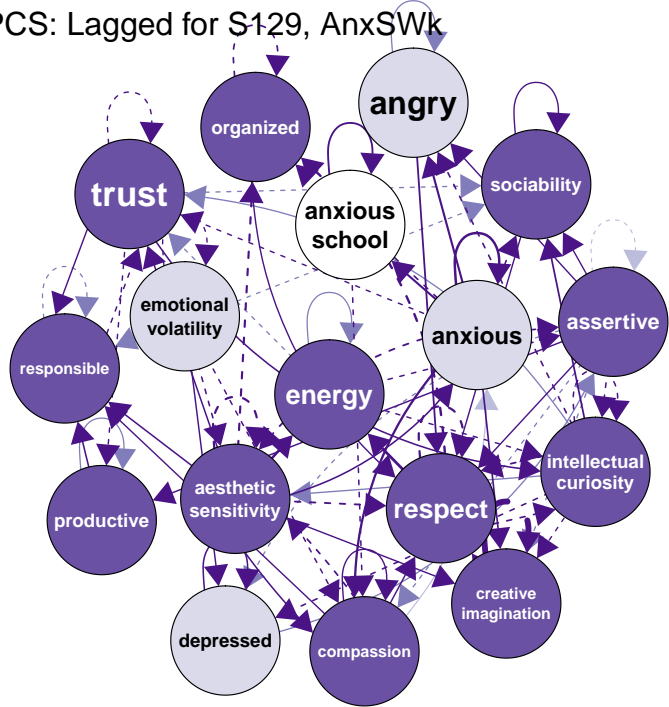 PCS: Lagged for S129, AnxSWk
angry
organized
trust
sociability
anxious
school
emotional
volatility
anxious
assertive
responsible
energy
intellectual
curiosity
aesthetic
sensitivity
respect
productive
creative
imagination
depressed
compassion